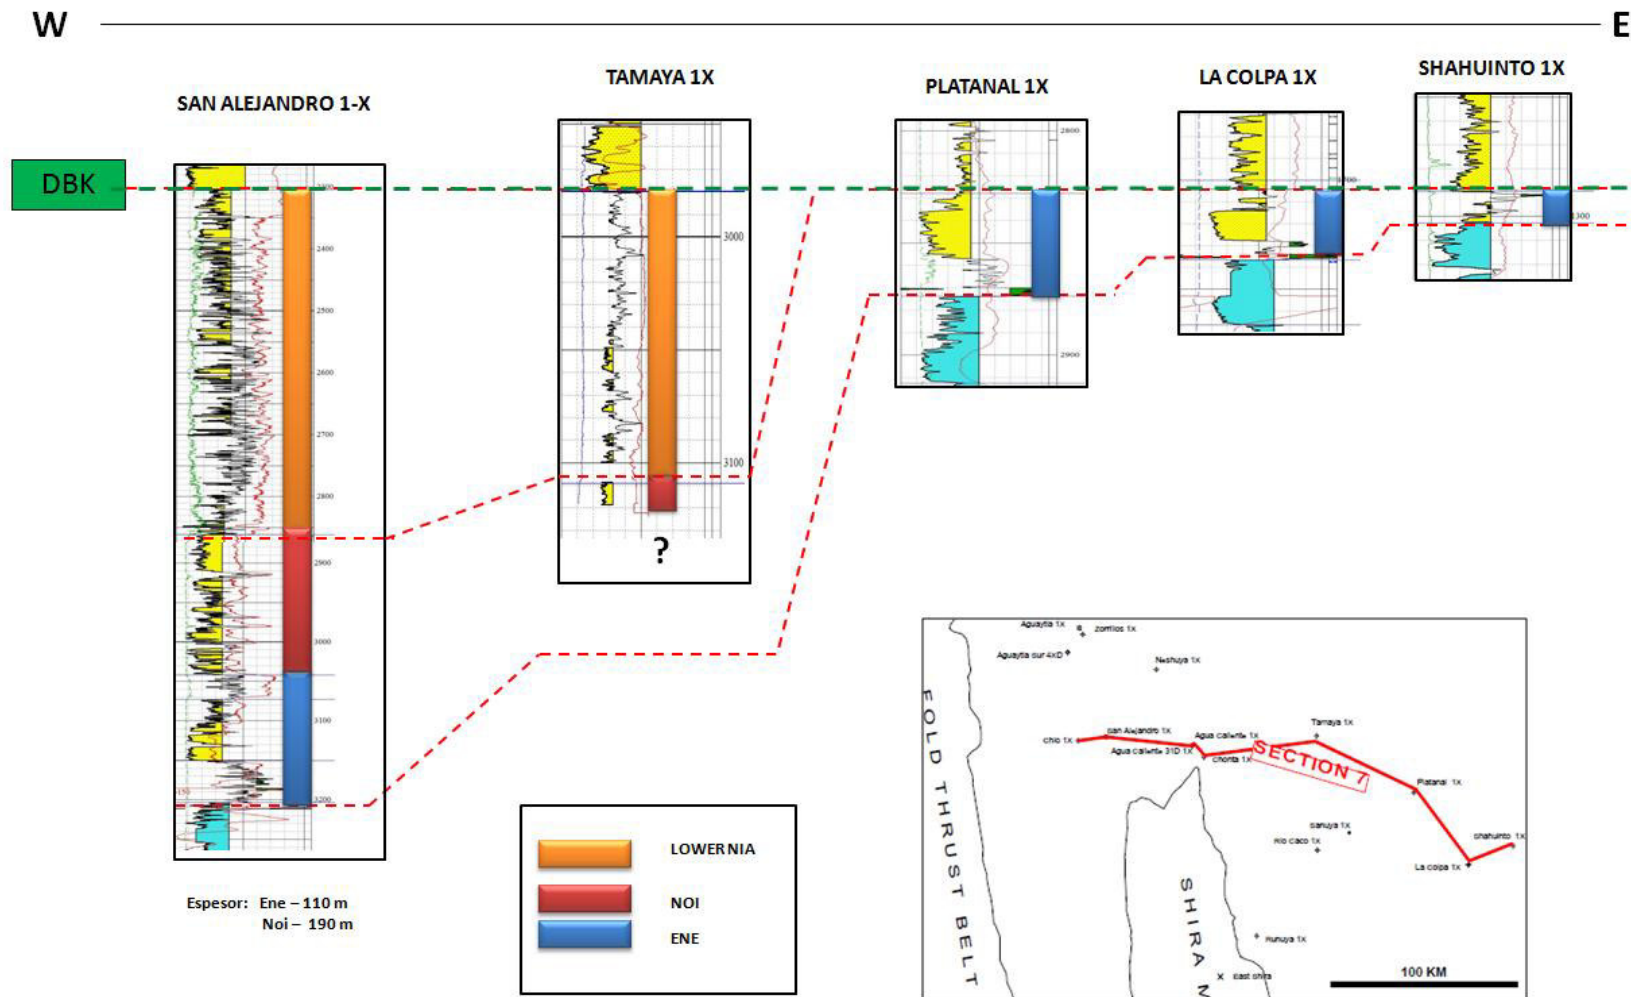 W
E
SAN ALEJANDRO 1-X
TAMAYA 1X
PLATANAL 1X
LA COLPA 1X
SHAHUINTO 1X
DBK
2400
2500
2600
2700
2800
2900
3000
3100
3200
3000
3100
?
2800
2900
1300
Espesor: Ene – 110 m
Noi – 190 m
LOWER NIA
NOI
ENE
Aguaytia 1X
Zorrillos 1X
Aguaytia sur 4XD
Neshuya 1X
Chio 1X
San Alejandro 1X
Agua caliente 1X
Agua caliente 31D 1X
Chonta 1X
Tamaya 1X
SECTION 7
Platanal 1X
Sanuya 1X
Rio Caco 1X
Shahuinto 1X
La colpa 1X
Runuya 1X
East Shira
FOLD THRUST BELT
SHIRA M
100 KM